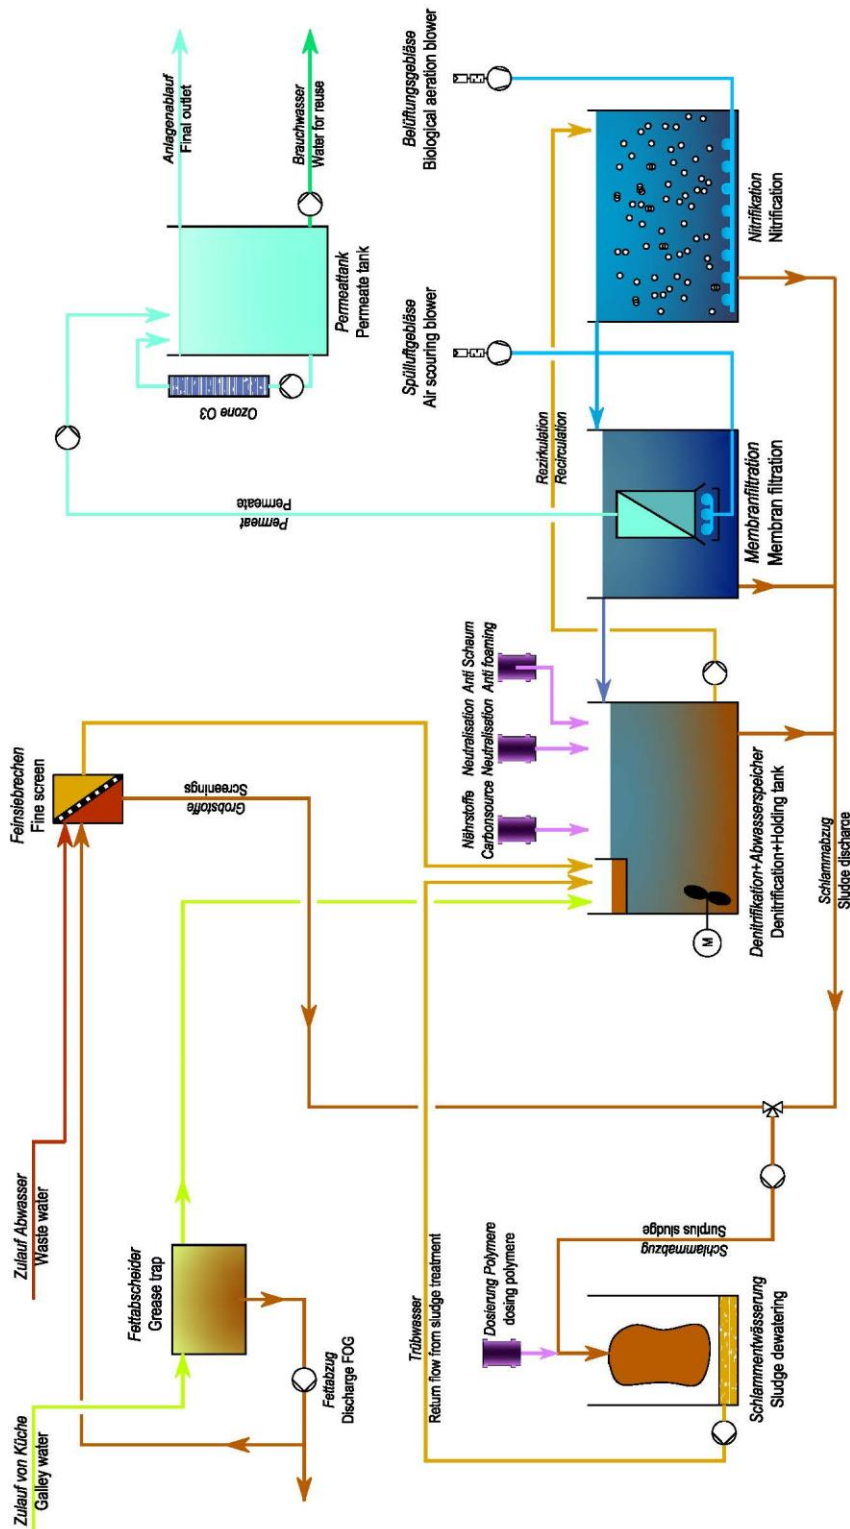 Zulauf von Küche
Galley water
Zulauf Abwasser
Waste water
Feinsiebrechen
Fine screen
Fettabscheider
Grease trap
Fettabzug
Discharge FOG
Grobstoffe
Screenings
Permeat
Permeate
Ozone O3
Permeattank
Permeate tank
Anlagenablauf
Final outlet
Brauchwasser
Water for reuse
Trübwasser
Return flow from sludge treatment
Dosierung Polymere
dosing polymere
Schlammabzug
Surplus sludge
Schlammentwässerung
Sludge dewatering
Nährstoffe
Carbonsource
Neutralisation
Neutralisation
Anti Schaum
Anti foaming
M
Denitrifikation+Abwasserspeicher
Denitrification+Holding tank
Rezirkulation
Recirculation
Spülluftgebläse
Air scouring blower
Belüftungsgebläse
Biological aeration blower
Membranfiltration
Membran filtration
Nitrifikation
Nitrification
Schlammabzug
Sludge discharge